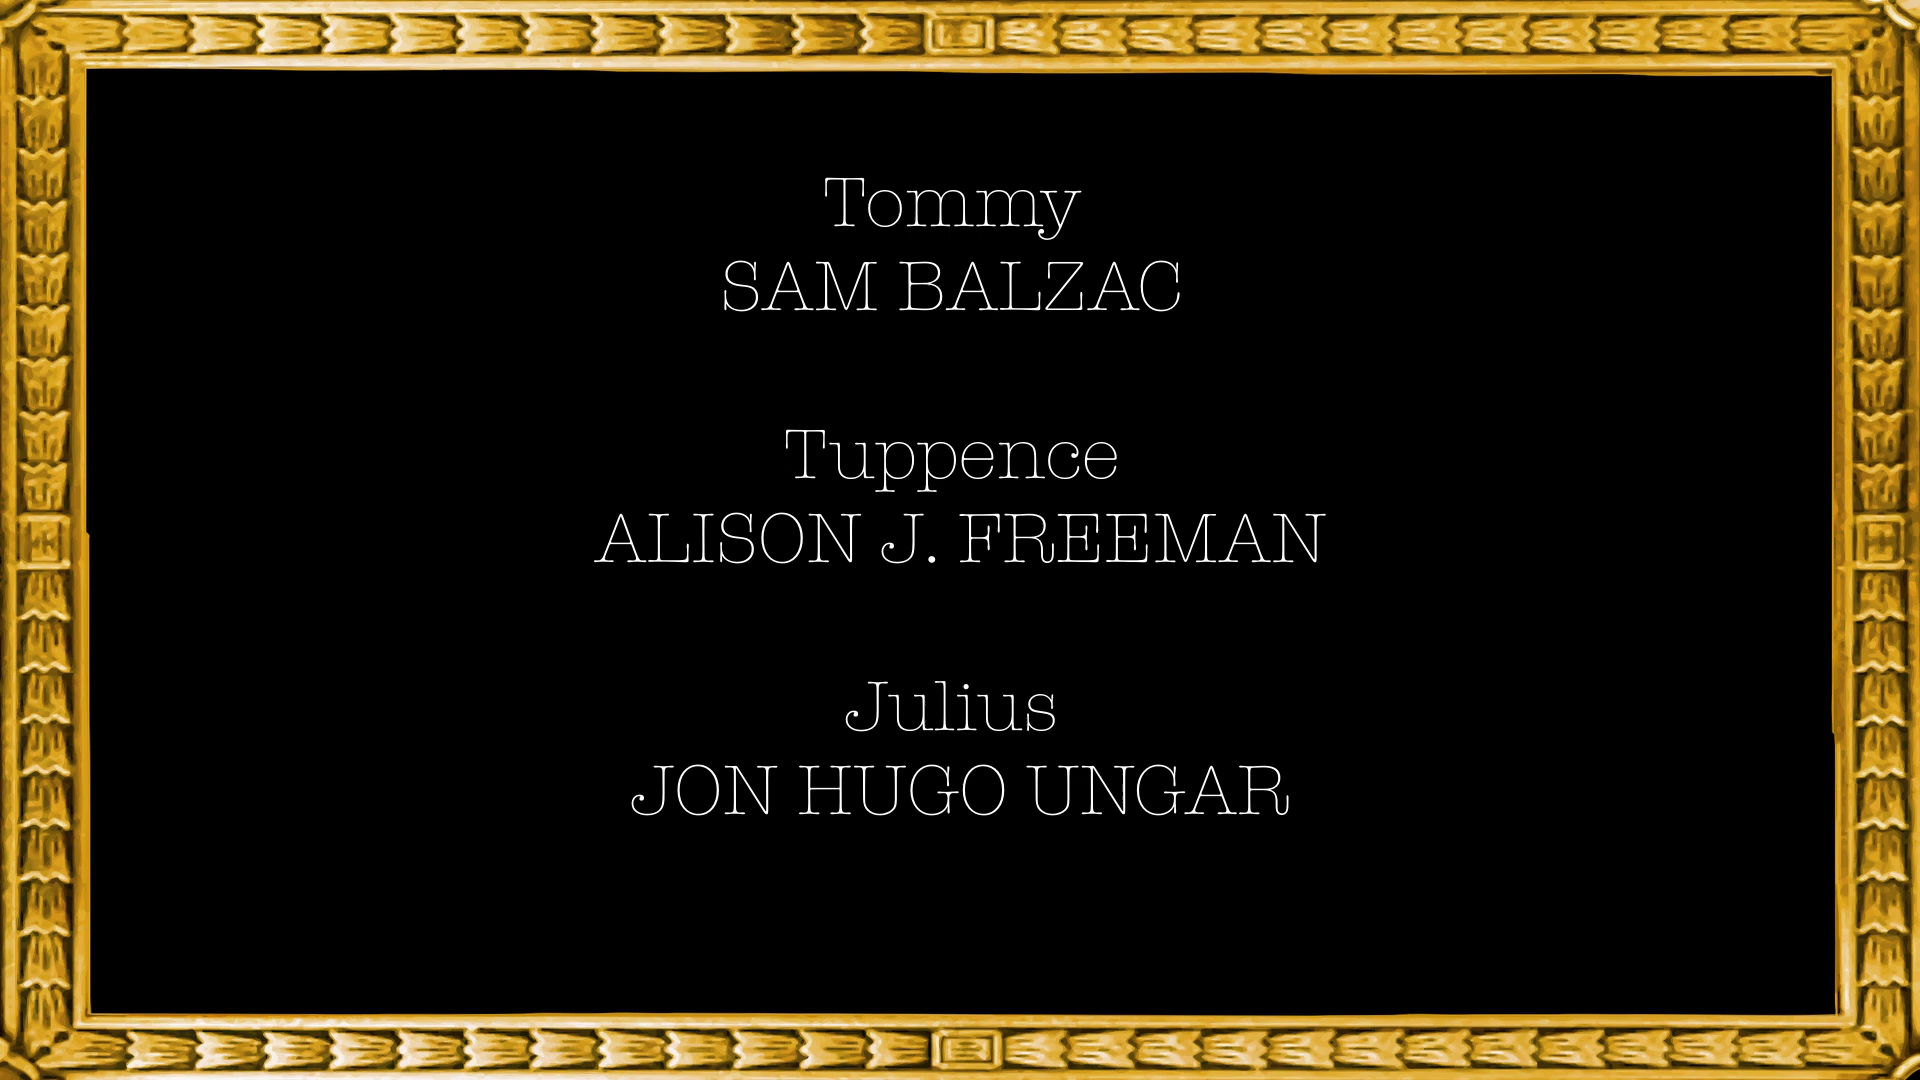 Tommy
SAM BALZAC
Tuppence
ALISON J. FREEMAN
Julius
JON HUGO UNGAR